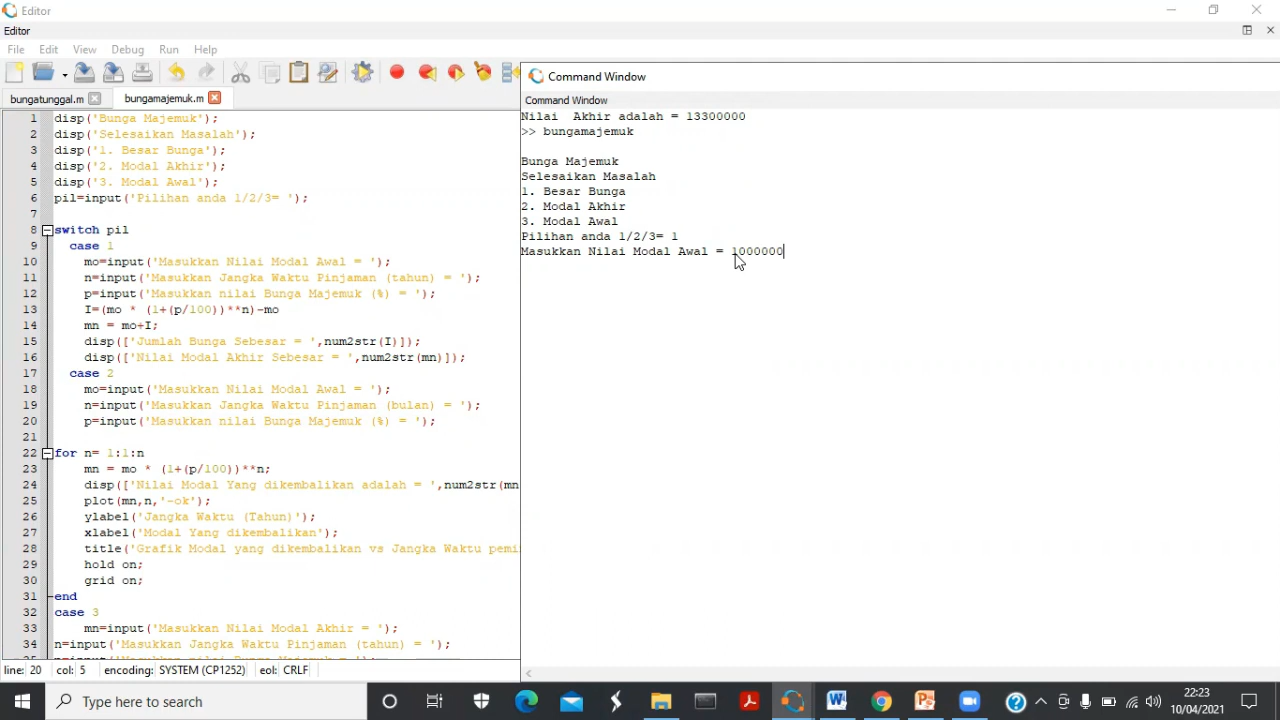 Editor
Editor
File Edit View Debug Run Help
bungatunggal.m bungamajemuk.m
1 disp('Bunga Majemuk');
2 disp('Selesaikan Masalah');
3 disp('1. Besar Bunga');
4 disp('2. Modal Akhir');
5 disp('3. Modal Awal');
6 pil=input('Pilihan anda 1/2/3= ');
7
8 switch pil
9 case 1
10 mo=input('Masukkan Nilai Modal Awal = ');
11 n=input('Masukkan Jangka Waktu Pinjaman (tahun) = ');
12 p=input('Masukkan nilai Bunga Majemuk (%) = ');
13 I=(mo * (1+(p/100))**n)-mo
14 mn = mo+I;
15 disp(['Jumlah Bunga Sebesar = ',num2str(I)]);
16 disp(['Nilai Modal Akhir Sebesar = ',num2str(mn)]);
17 case 2
18 mo=input('Masukkan Nilai Modal Awal = ');
19 n=input('Masukkan Jangka Waktu Pinjaman (bulan) = ');
20 p=input('Masukkan nilai Bunga Majemuk (%) = ');
21
22 for n= 1:1:n
23 mn = mo * (1+(p/100))**n;
24 disp(['Nilai Modal Yang dikembalikan adalah = ',num2str(mn
25 plot(mn,n,'-ok');
26 ylabel('Jangka Waktu (Tahun)');
27 xlabel('Modal Yang dikembalikan');
28 title('Grafik Modal yang dikembalikan vs Jangka Waktu pemi
29 hold on;
30 grid on;
31 end
32 case 3
33 mn=input('Masukkan Nilai Modal Akhir = ');
34 n=input('Masukkan Jangka Waktu Pinjaman (tahun) = ');
line: 20 col: 5 encoding: SYSTEM (CP1252) eol: CRLF
Command Window
Command Window
Nilai Akhir adalah = 13300000
>> bungamajemuk
Bunga Majemuk
Selesaikan Masalah
1. Besar Bunga
2. Modal Akhir
3. Modal Awal
Pilihan anda 1/2/3= 1
Masukkan Nilai Modal Awal = 1000000
Type here to search
22:23
10/04/2021